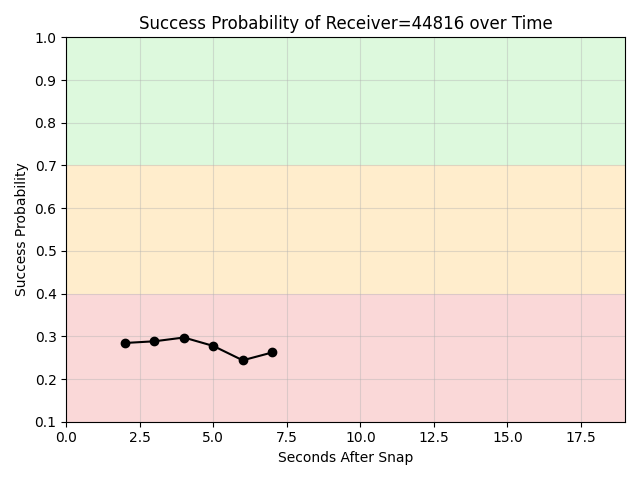 Success Probability of Receiver=44816 over Time
1.0
0.9
0.8
0.7
0.6
0.5
0.4
0.3
0.2
0.1
Success Probability
0.0 2.5 5.0 7.5 10.0 12.5 15.0 17.5
Seconds After Snap